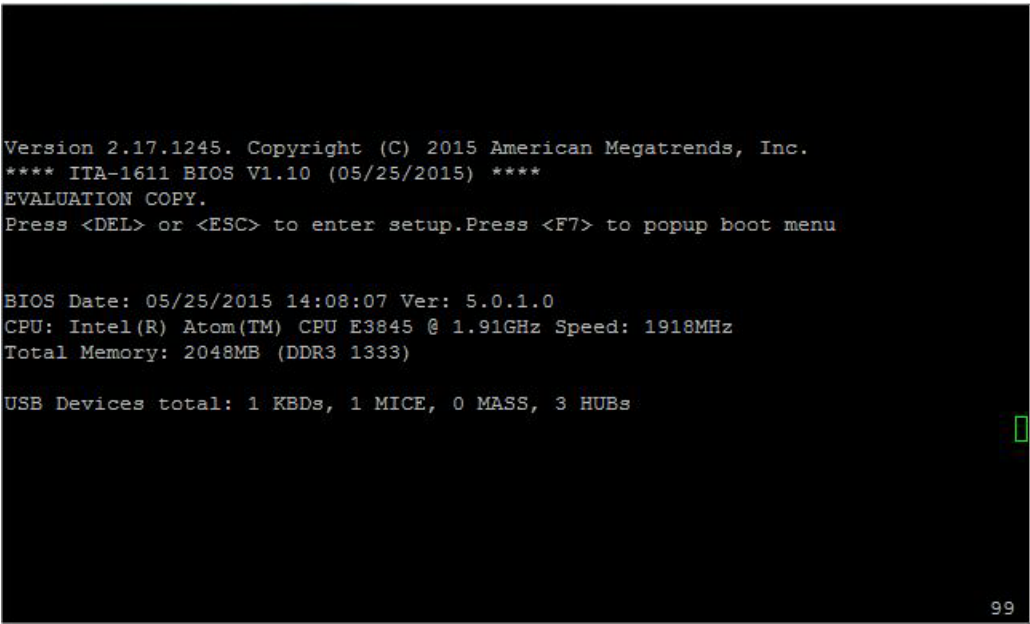 Version 2.17.1245. Copyright (C) 2015 American Megatrends, Inc.
**** ITA-1611 BIOS V1.10 (05/25/2015) ****
EVALUATION COPY.
Press <DEL> or <ESC> to enter setup.Press <F7> to popup boot menu
BIOS Date: 05/25/2015 14:08:07 Ver: 5.0.1.0
CPU: Intel(R) Atom(TM) CPU E3845 @ 1.91GHz Speed: 1918MHz
Total Memory: 2048MB (DDR3 1333)
USB Devices total: 1 KBDs, 1 MICE, 0 MASS, 3 HUBs
99